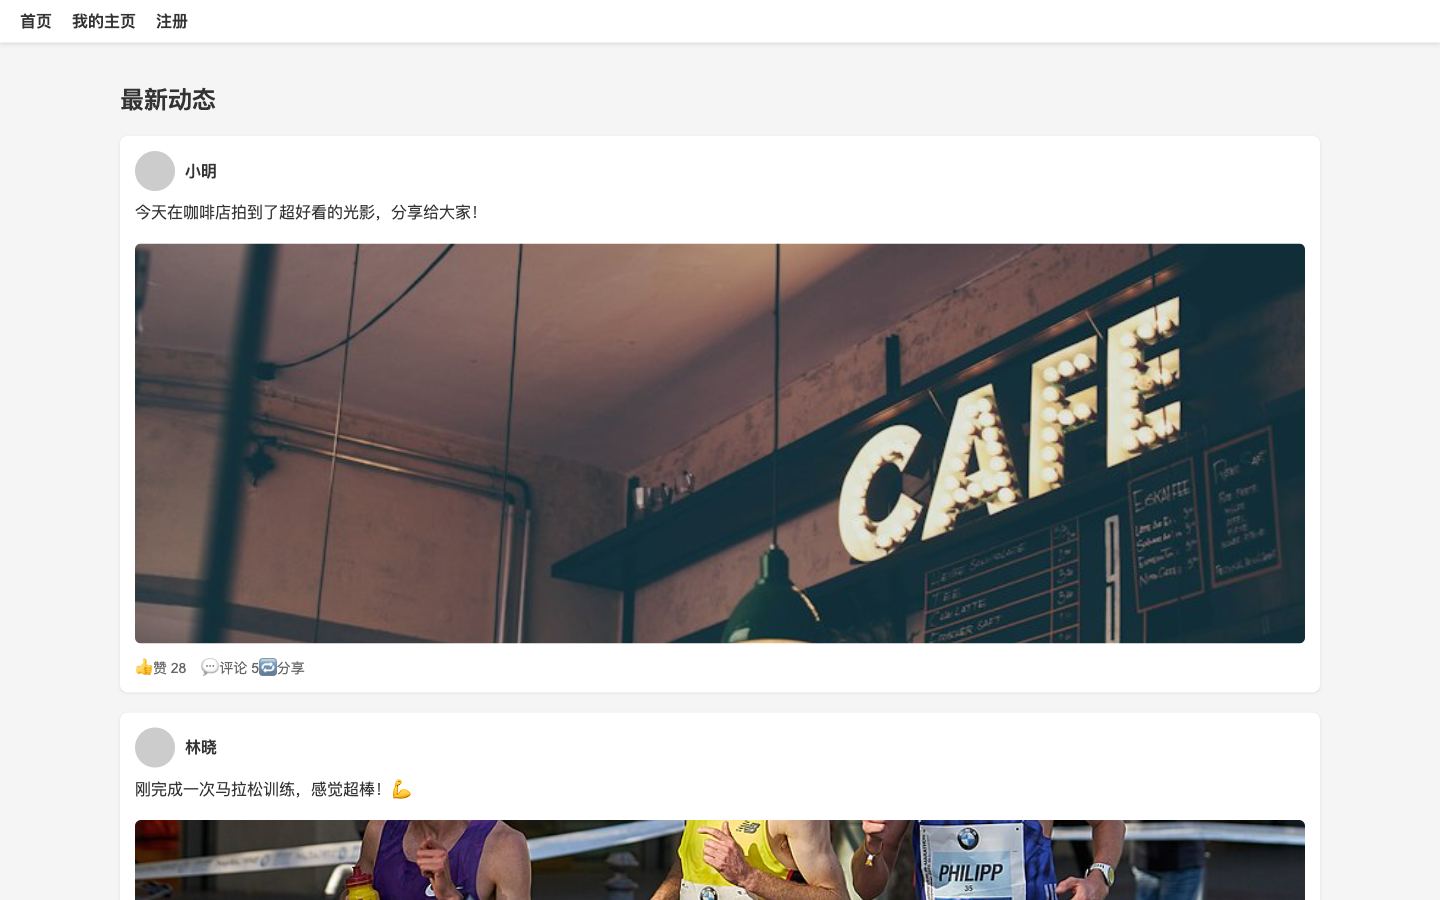 首页 我的主页 注册
最新动态
小明
今天在咖啡店拍到了超好看的光影，分享给大家！
CAFE
EISKAFFEE
👍赞 28 💬评论 5🔁分享
林晓
刚完成一次马拉松训练，感觉超棒！💪
PHILIPP
35